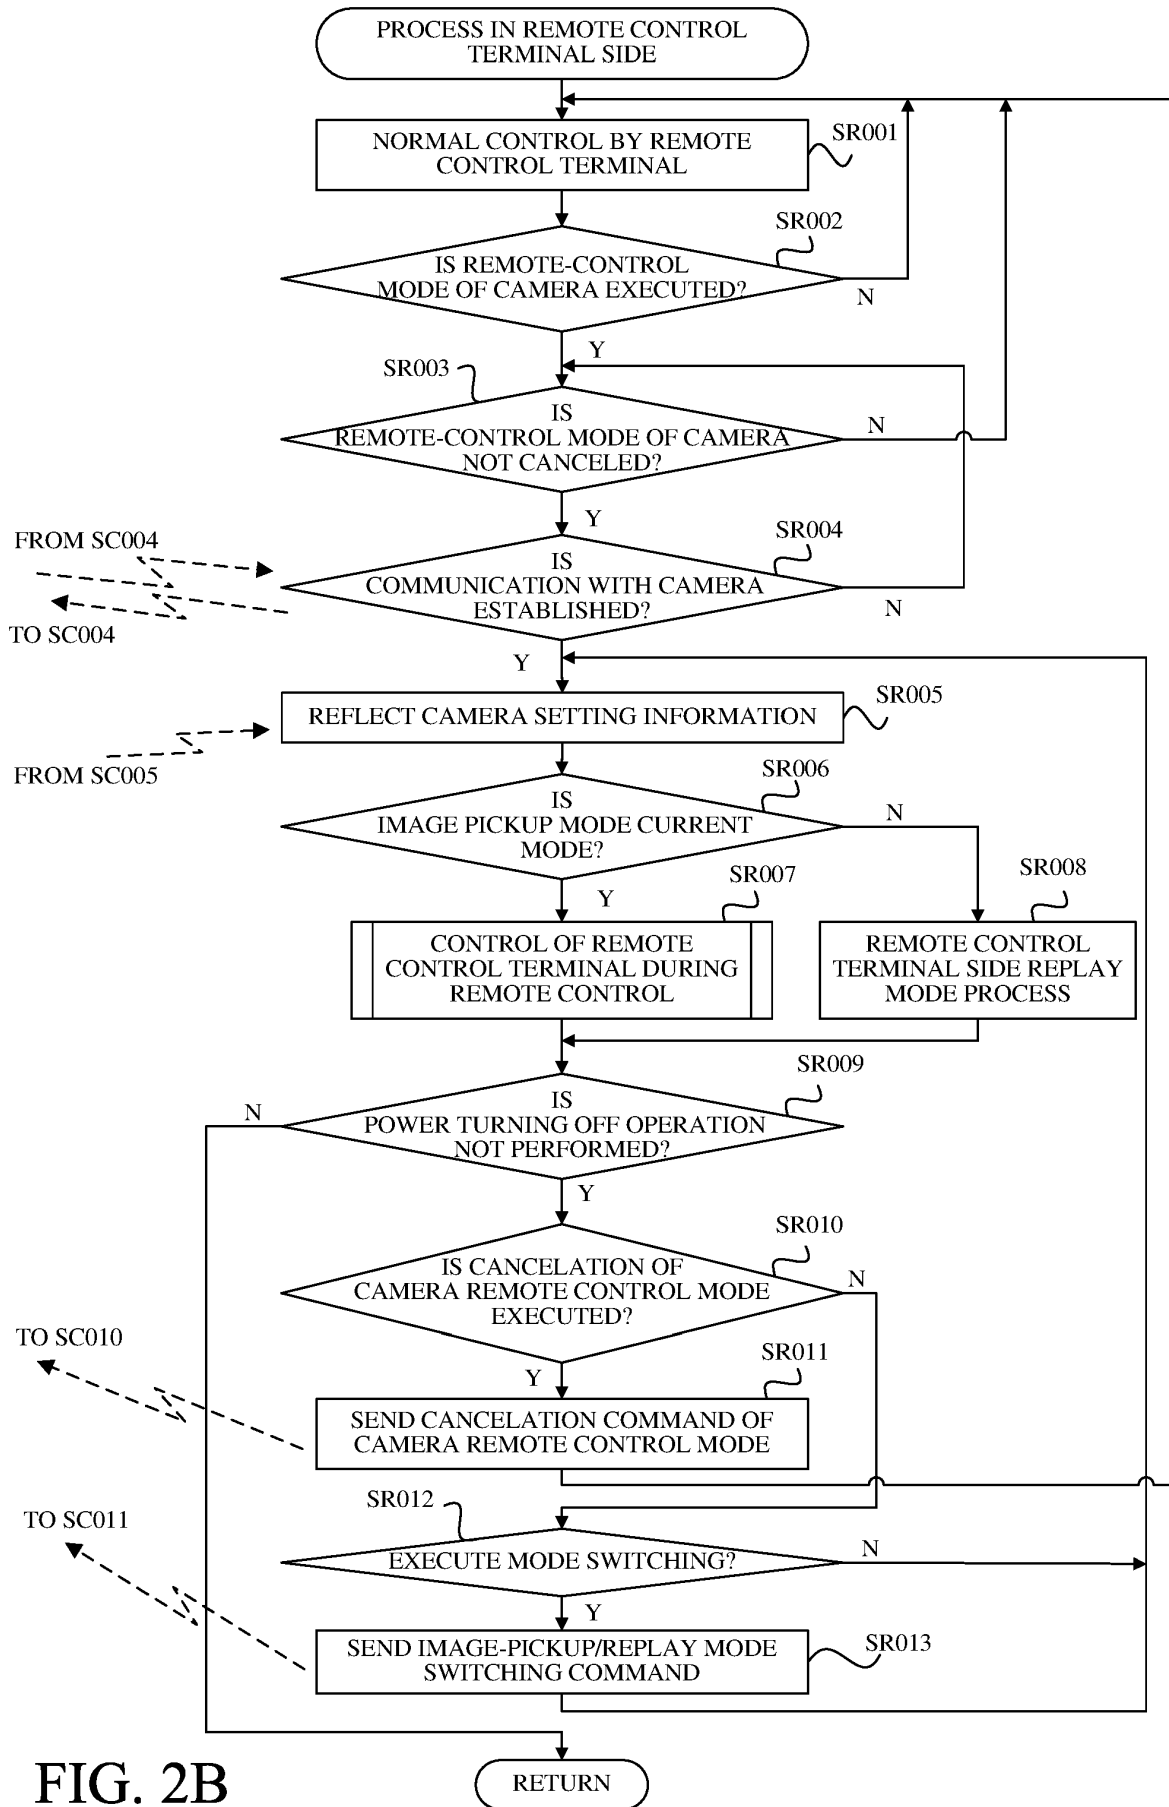 PROCESS IN REMOTE CONTROL
TERMINAL SIDE
NORMAL CONTROL BY REMOTE
CONTROL TERMINAL
SR001
SR002
IS REMOTE-CONTROL
MODE OF CAMERA EXECUTED?
N
Y
SR003
IS
REMOTE-CONTROL MODE OF CAMERA
NOT CANCELED?
N
Y
FROM SC004
TO SC004
SR004
IS
COMMUNICATION WITH CAMERA
ESTABLISHED?
N
Y
REFLECT CAMERA SETTING INFORMATION
SR005
FROM SC005
SR006
IS
IMAGE PICKUP MODE CURRENT
MODE?
N
Y
SR007
CONTROL OF REMOTE
CONTROL TERMINAL DURING
REMOTE CONTROL
SR008
REMOTE CONTROL
TERMINAL SIDE REPLAY
MODE PROCESS
SR009
IS
POWER TURNING OFF OPERATION
NOT PERFORMED?
N
Y
SR010
IS CANCELATION OF
CAMERA REMOTE CONTROL MODE
EXECUTED?
N
Y
TO SC010
SR011
SEND CANCELATION COMMAND OF
CAMERA REMOTE CONTROL MODE
TO SC011
SR012
EXECUTE MODE SWITCHING?
N
Y
SEND IMAGE-PICKUP/REPLAY MODE
SWITCHING COMMAND
SR013
RETURN
FIG. 2B